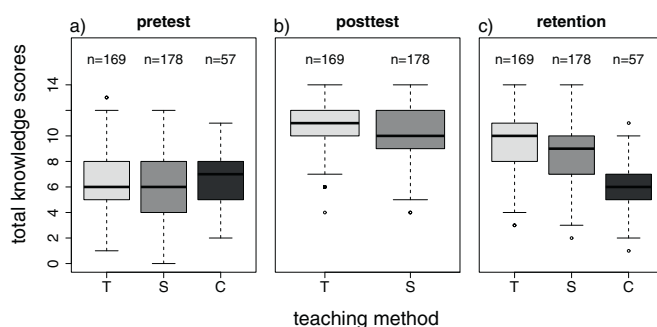 a) pretest
b) posttest
c) retention
n=169 n=178 n=57
n=169 n=178
n=169 n=178 n=57
total knowledge scores
14
10
8
6
4
2
0
T S C
T S
T S C
teaching method